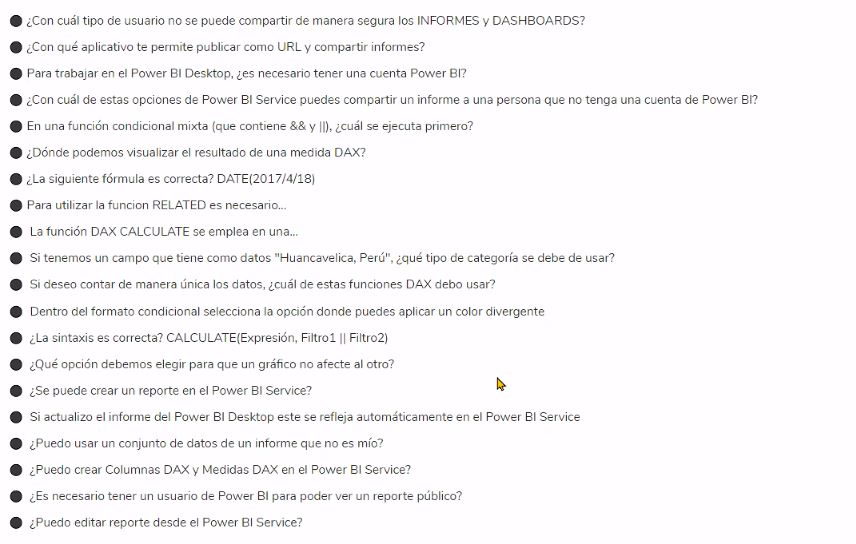 ¿Con cuál tipo de usuario no se puede compartir de manera segura los INFORMES y DASHBOARDS?
¿Con qué aplicativo te permite publicar como URL y compartir informes?
Para trabajar en el Power BI Desktop, ¿es necesario tener una cuenta Power BI?
¿Con cuál de estas opciones de Power BI Service puedes compartir un informe a una persona que no tenga una cuenta de Power BI?
En una función condicional mixta (que contiene && y ||), ¿cuál se ejecuta primero?
¿Dónde podemos visualizar el resultado de una medida DAX?
¿La siguiente fórmula es correcta? DATE(2017/4/18)
Para utilizar la funcion RELATED es necesario...
La función DAX CALCULATE se emplea en una...
Si tenemos un campo que tiene como datos "Huancavelica, Perú", ¿qué tipo de categoría se debe de usar?
Si deseo contar de manera única los datos, ¿cuál de estas funciones DAX debo usar?
Dentro del formato condicional selecciona la opción donde puedes aplicar un color divergente
¿La sintaxis es correcta? CALCULATE(Expresión, Filtro1 || Filtro2)
¿Qué opción debemos elegir para que un gráfico no afecte al otro?
¿Se puede crear un reporte en el Power BI Service?
Si actualizo el informe del Power BI Desktop este se refleja automáticamente en el Power BI Service
¿Puedo usar un conjunto de datos de un informe que no es mío?
¿Puedo crear Columnas DAX y Medidas DAX en el Power BI Service?
¿Es necesario tener un usuario de Power BI para poder ver un reporte público?
¿Puedo editar reporte desde el Power BI Service?